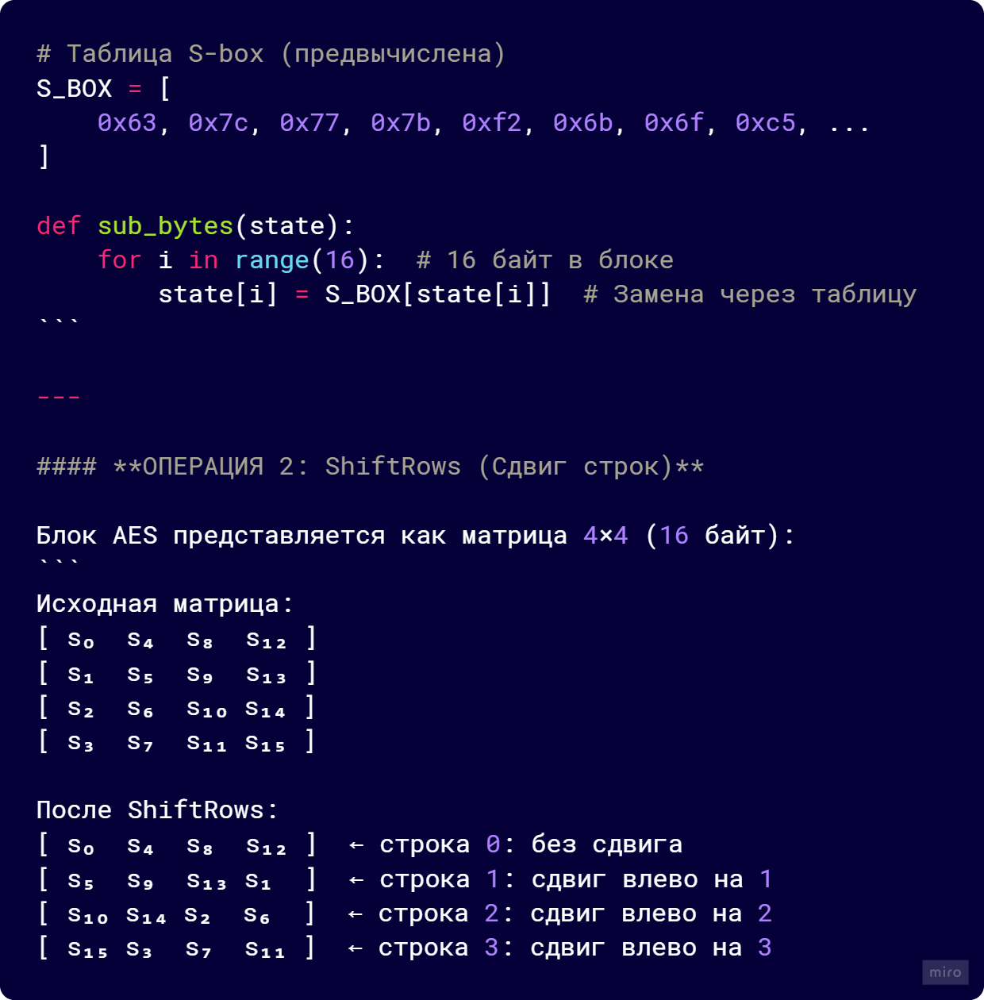 # Таблица S-box (предвычислена)
S_BOX = [
    0x63, 0x7c, 0x77, 0x7b, 0xf2, 0x6b, 0x6f, 0xc5, ...
]
def sub_bytes(state):
    for i in range(16):  # 16 байт в блоке
        state[i] = S_BOX[state[i]]  # Замена через таблицу
```
---
#### **ОПЕРАЦИЯ 2: ShiftRows (Сдвиг строк)**
Блок AES представляется как матрица 4×4 (16 байт):
```
Исходная матрица:
[ s₀  s₄  s₈  s₁₂ ]
[ s₁  s₅  s₉  s₁₃ ]
[ s₂  s₆  s₁₀ s₁₄ ]
[ s₃  s₇  s₁₁ s₁₅ ]
После ShiftRows:
[ s₀  s₄  s₈  s₁₂ ]  ← строка 0: без сдвига
[ s₅  s₉  s₁₃ s₁  ]  ← строка 1: сдвиг влево на 1
[ s₁₀ s₁₄ s₂  s₆  ]  ← строка 2: сдвиг влево на 2
[ s₁₅ s₃  s₇  s₁₁ ]  ← строка 3: сдвиг влево на 3
miro